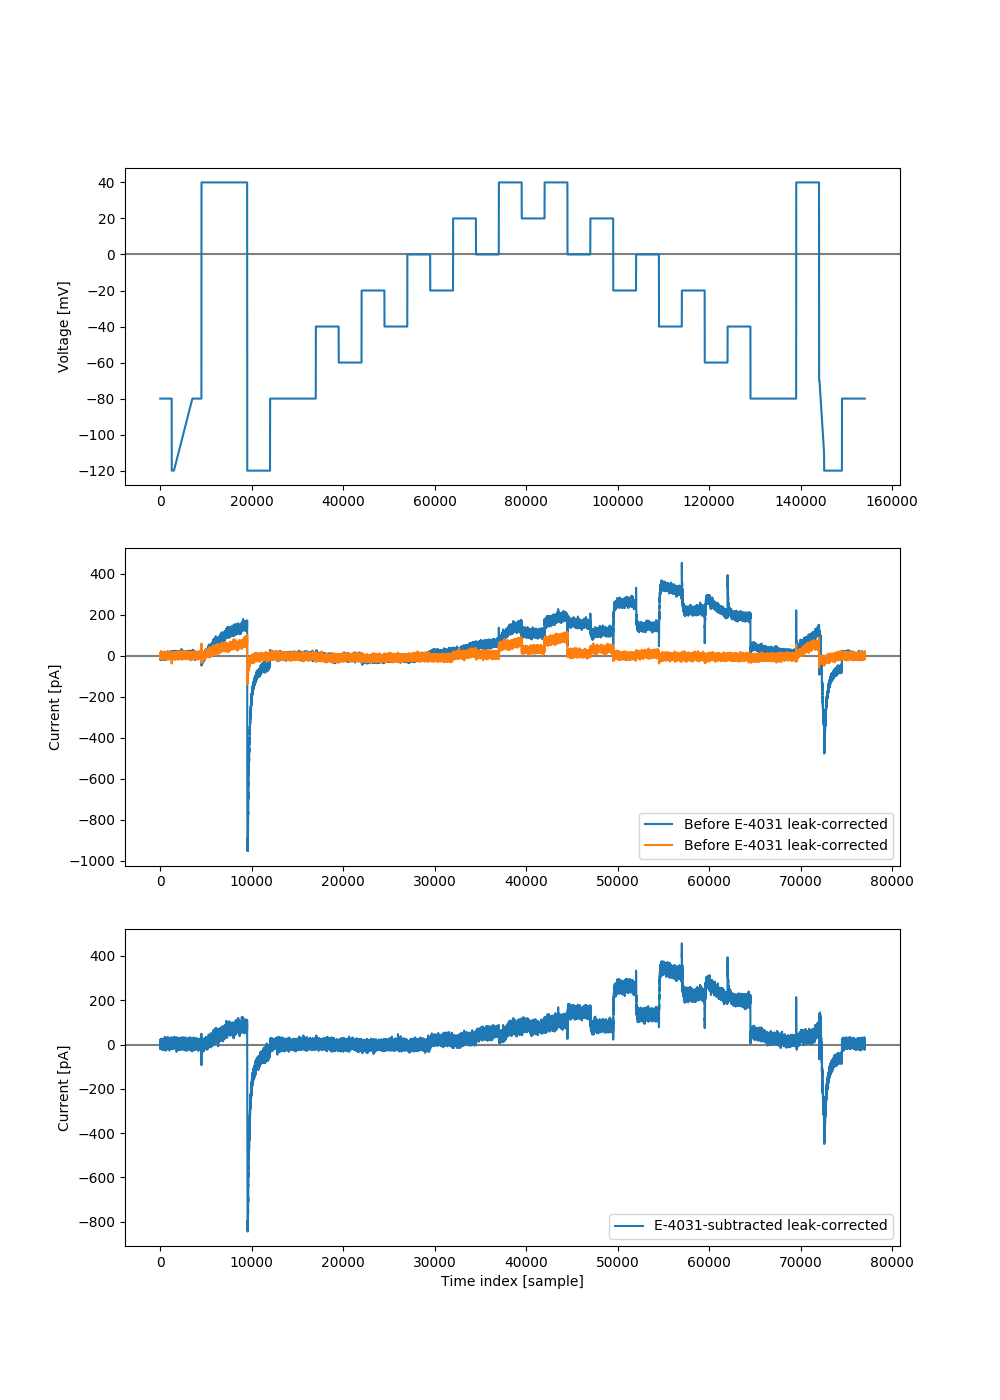 40
20
0
−20
−40
−60
−80
−100
−120
Voltage [mV]
0 20000 40000 60000 80000 100000 120000 140000 160000
400
200
0
−200
−400
−600
−800
−1000
Current [pA]
Before E-4031 leak-corrected
Before E-4031 leak-corrected
0 10000 20000 30000 40000 50000 60000 70000 80000
400
200
0
−200
−400
−600
−800
Current [pA]
E-4031-subtracted leak-corrected
0 10000 20000 30000 40000 50000 60000 70000 80000
Time index [sample]